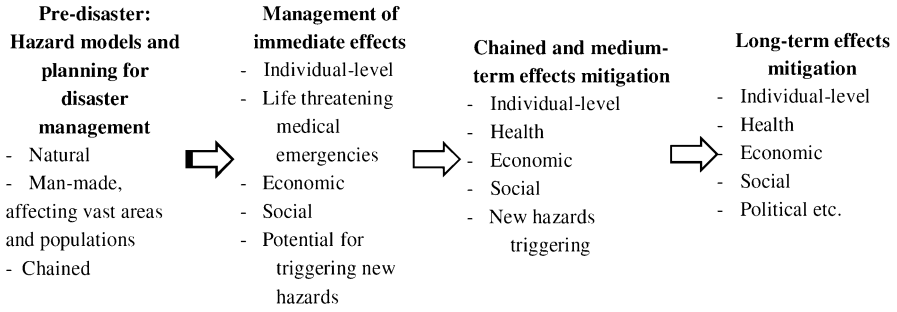 Pre-disaster:
Hazard models and
planning for
disaster
management
- Natural
- Man-made,
affecting vast areas
and populations
- Chained
Management of
immediate effects
- Individual-level
- Life threatening
medical
emergencies
- Economic
- Social
- Potential for
triggering new
hazards
Chained and medium-
term effects mitigation
- Individual-level
- Health
- Economic
- Social
- New hazards
triggering
Long-term effects
mitigation
- Individual-level
- Health
- Economic
- Social
- Political etc.